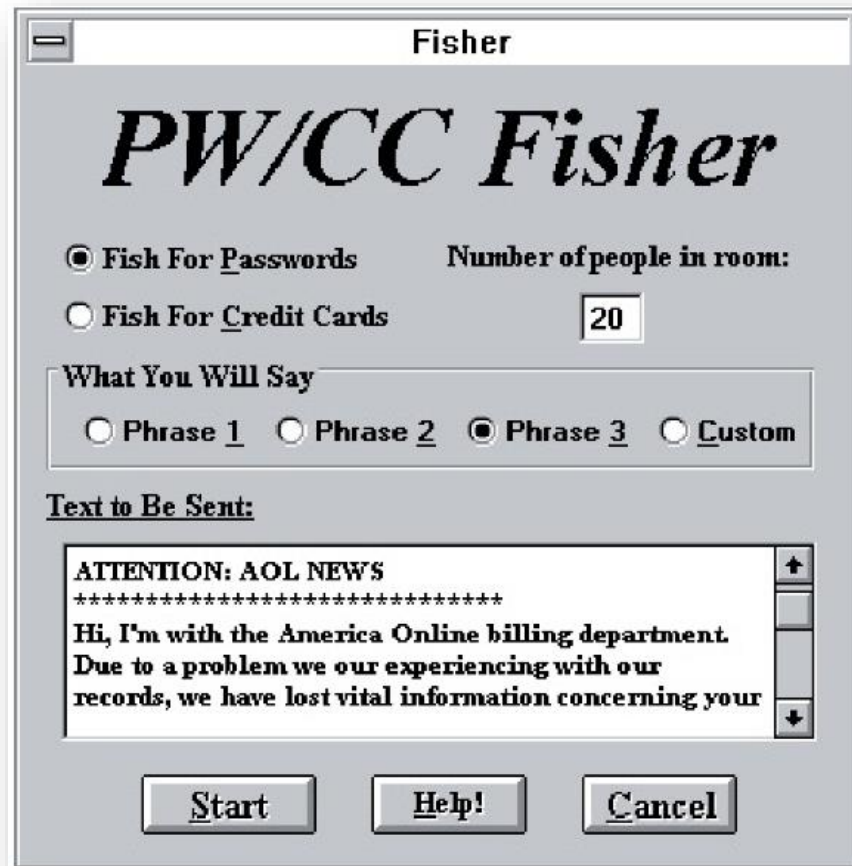 Fisher
PW/CC Fisher
Fish For Passwords
Number of people in room:
Fish For Credit Cards
20
What You Will Say
Phrase 1 Phrase 2 Phrase 3 Custom
Text to Be Sent:
ATTENTION: AOL NEWS
******************************
Hi, I'm with the America Online billing department.
Due to a problem we our experiencing with our
records, we have lost vital information concerning your
Start Help! Cancel